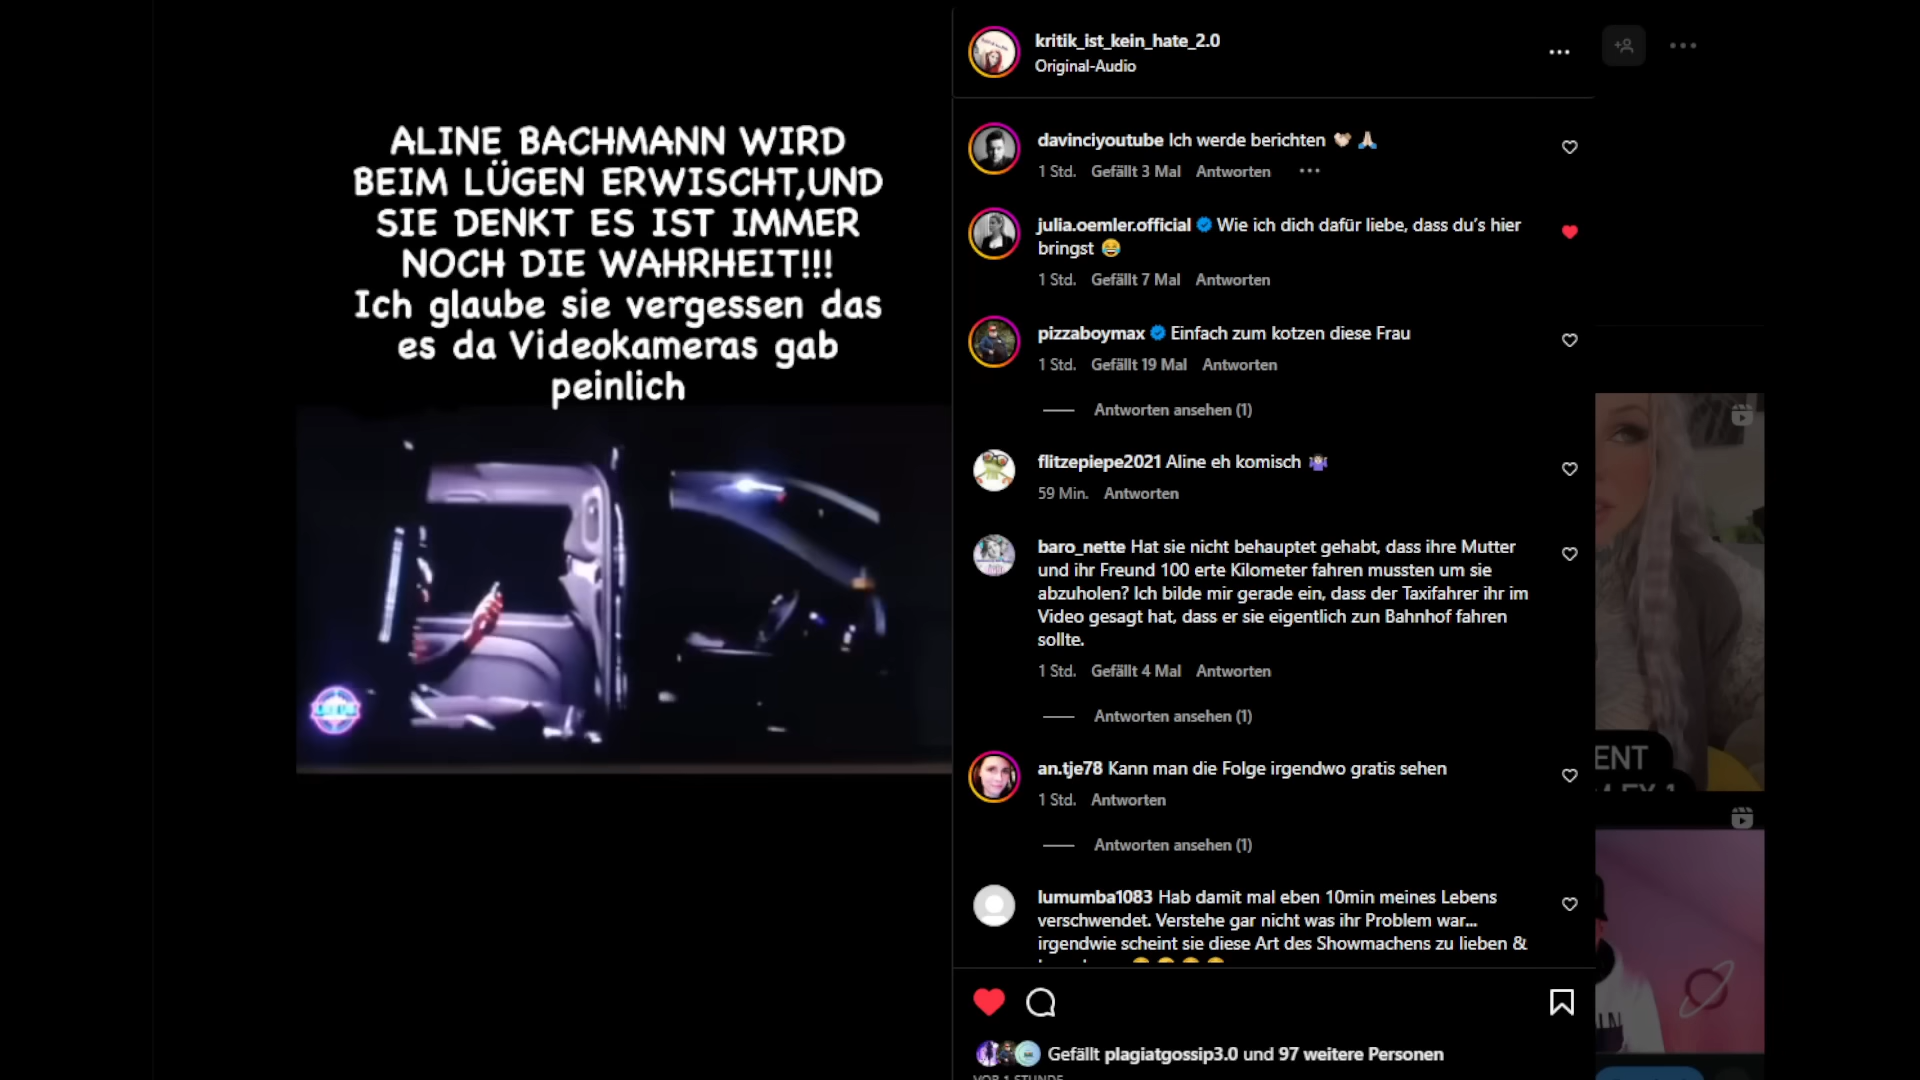 ALINE BACHMANN WIRD
BEIM LÜGEN ERWISCHT,UND
SIE DENKT ES IST IMMER
NOCH DIE WAHRHEIT!!!
Ich glaube sie vergessen das
es da Videokameras gab
peinlich
kritik_ist_kein_hate_2.0
Original-Audio
davinciyoutube Ich werde berichten 🤝🏻 🙏🏻
1 Std. Gefällt 3 Mal Antworten
julia.oemler.official Wie ich dich dafür liebe, dass du’s hier
bringst 😂
1 Std. Gefällt 7 Mal Antworten
pizzaboymax Einfach zum kotzen diese Frau
1 Std. Gefällt 19 Mal Antworten
Antworten ansehen (1)
flitzepiepe2021 Aline eh komisch 🤷🏻‍♀️
59 Min. Antworten
baro_nette Hat sie nicht behauptet gehabt, dass ihre Mutter
und ihr Freund 100 erte Kilometer fahren mussten um sie
abzuholen? Ich bilde mir gerade ein, dass der Taxifahrer ihr im
Video gesagt hat, dass er sie eigentlich zun Bahnhof fahren
sollte.
1 Std. Gefällt 4 Mal Antworten
Antworten ansehen (1)
an.tje78 Kann man die Folge irgendwo gratis sehen
1 Std. Antworten
Antworten ansehen (1)
lumumba1083 Hab damit mal eben 10min meines Lebens
verschwendet. Verstehe gar nicht was ihr Problem war...
irgendwie scheint sie diese Art des Showmachens zu lieben &
Gefällt plagiatgossip3.0 und 97 weitere Personen
VOR 1 STUNDE
ENT